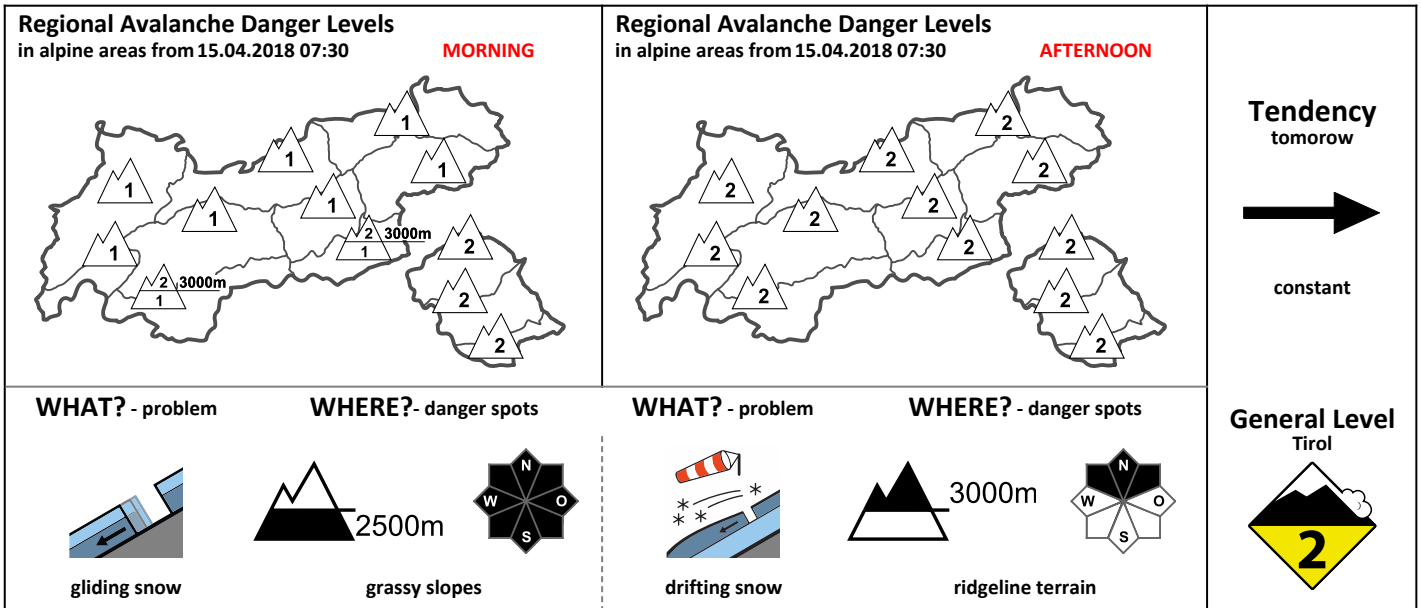 Regional Avalanche Danger Levels
in alpine areas from 15.04.2018 07:30 MORNING
1
1
1
1
1
1
1
1
2 3000m
1
2 3000m
1
2
2
2
Regional Avalanche Danger Levels
in alpine areas from 15.04.2018 07:30 AFTERNOON
2
2
2
2
2
2
2
2
2
2
2
2
2
Tendency
tomorow
constant
WHAT? - problem
gliding snow
WHERE? - danger spots
2500m
N
W O
S
grassy slopes
WHAT? - problem
drifting snow
WHERE? - danger spots
3000m
N
W O
S
ridgeline terrain
General Level
Tirol
2